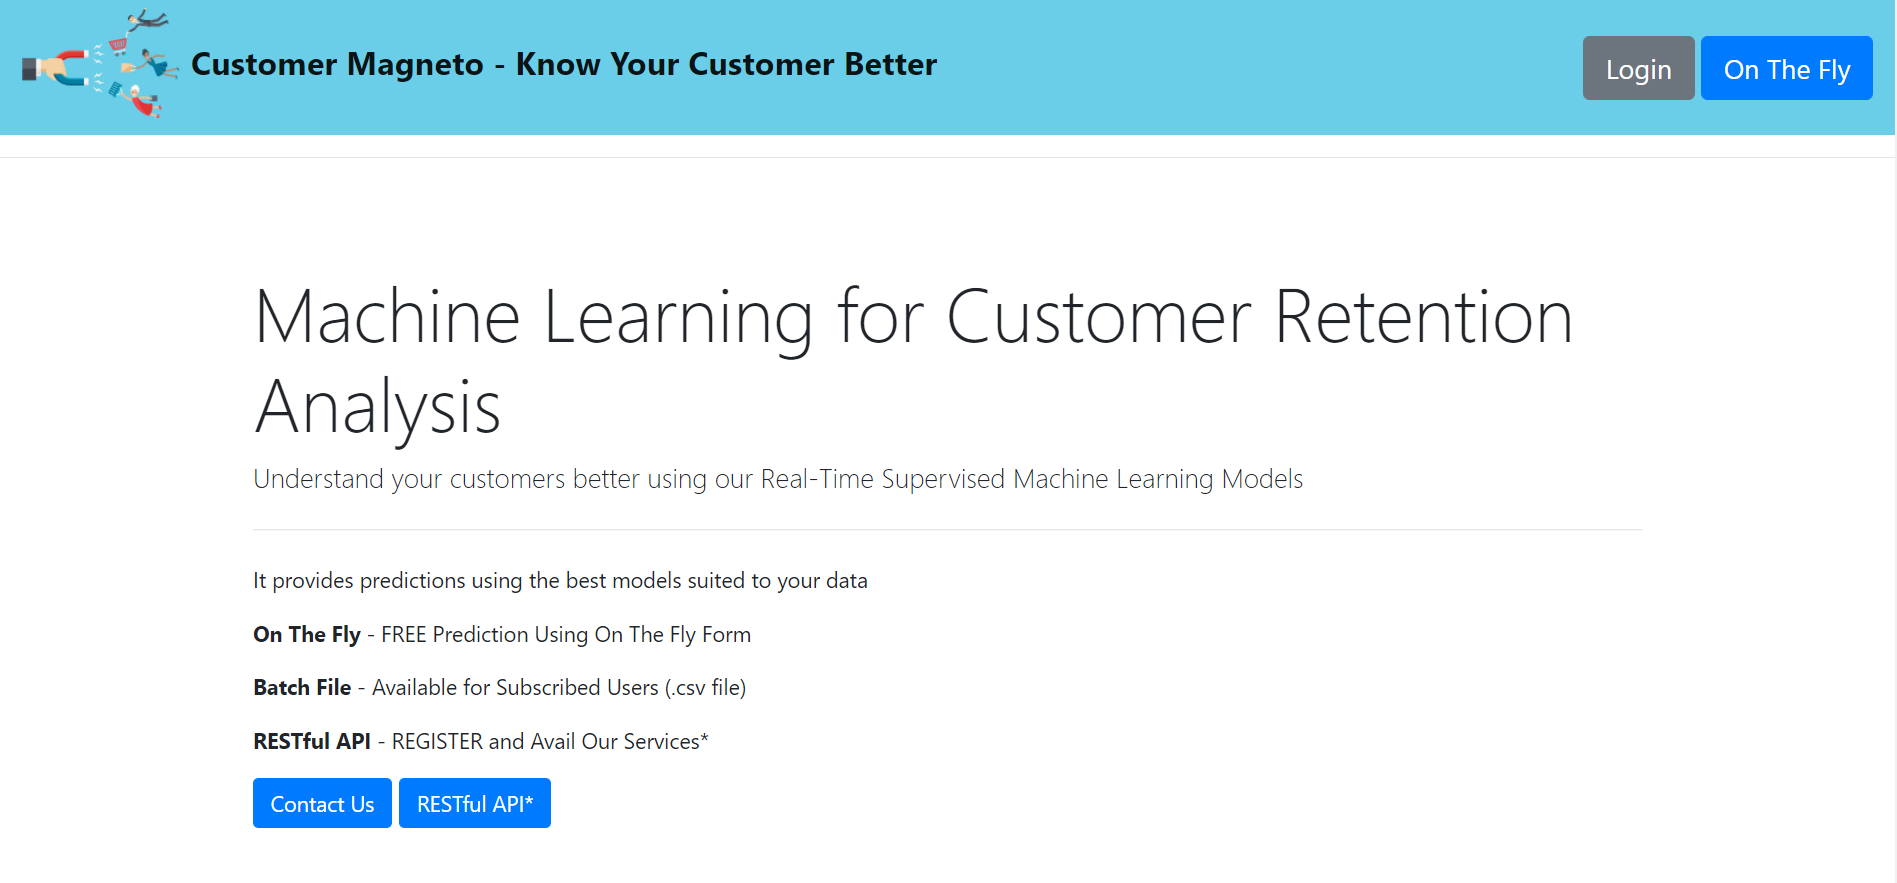 Customer Magneto - Know Your Customer Better
Login
On The Fly
Machine Learning for Customer Retention
Analysis
Understand your customers better using our Real-Time Supervised Machine Learning Models
It provides predictions using the best models suited to your data
On The Fly - FREE Prediction Using On The Fly Form
Batch File - Available for Subscribed Users (.csv file)
RESTful API - REGISTER and Avail Our Services*
Contact Us
RESTful API*